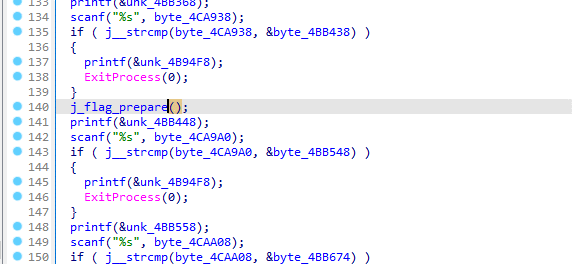 133 printf(&unk_4BB368);
134 scanf("%s", byte_4CA938);
135 if ( j__strcmp(byte_4CA938, &byte_4BB438) )
136 {
137 printf(&unk_4B94F8);
138 ExitProcess(0);
139 }
140 j_flag_prepare();
141 printf(&unk_4BB448);
142 scanf("%s", byte_4CA9A0);
143 if ( j__strcmp(byte_4CA9A0, &byte_4BB548) )
144 {
145 printf(&unk_4B94F8);
146 ExitProcess(0);
147 }
148 printf(&unk_4BB558);
149 scanf("%s", byte_4CAA08);
150 if ( j__strcmp(byte_4CAA08, &byte_4BB674) )